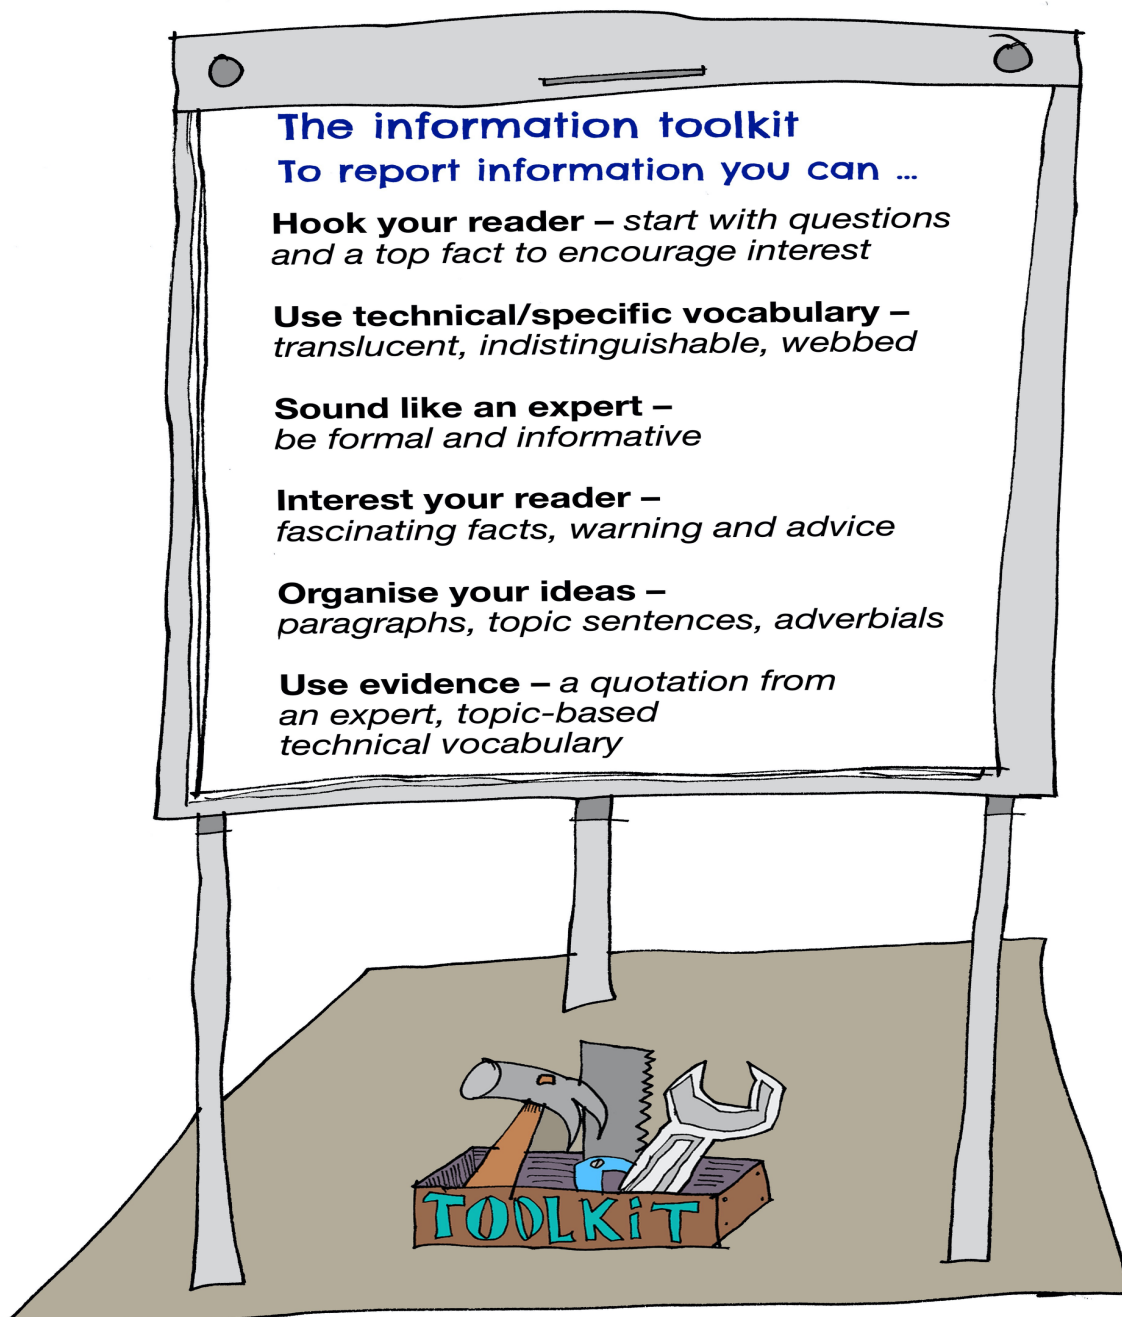 The information toolkit
To report information you can ...
Hook your reader – start with questions
and a top fact to encourage interest
Use technical/specific vocabulary –
translucent, indistinguishable, webbed
Sound like an expert –
be formal and informative
Interest your reader –
fascinating facts, warning and advice
Organise your ideas –
paragraphs, topic sentences, adverbials
Use evidence – a quotation from
an expert, topic-based
technical vocabulary
TOOLKiT